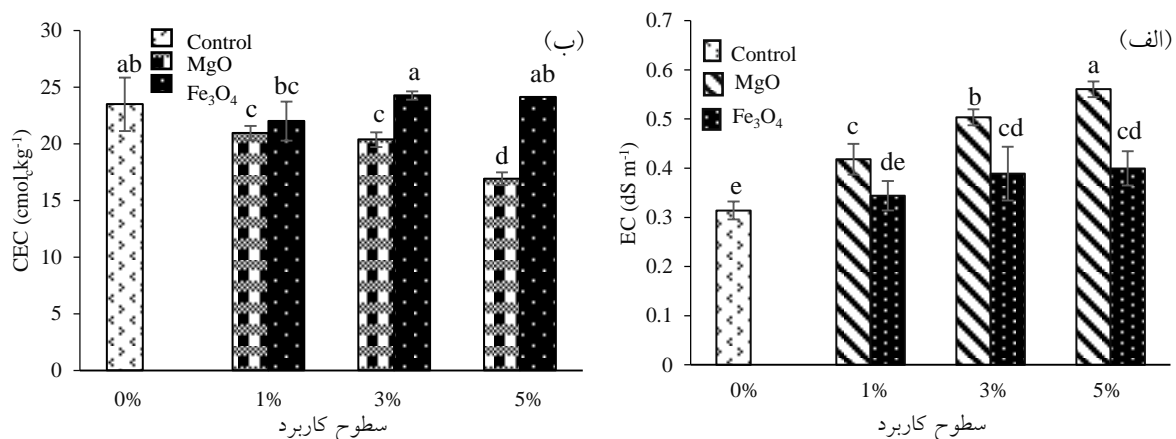 (ب)
Control
MgO
Fe₃O₄
CEC (cmol꜀kg⁻¹)
30
25
20
15
10
5
0
ab
c
bc
c
a
d
ab
0%
1%
3%
5%
سطوح کاربرد
(الف)
Control
MgO
Fe₃O₄
EC (dS m⁻¹)
0.7
0.6
0.5
0.4
0.3
0.2
0.1
0
e
c
de
b
cd
a
cd
0%
1%
3%
5%
سطوح کاربرد